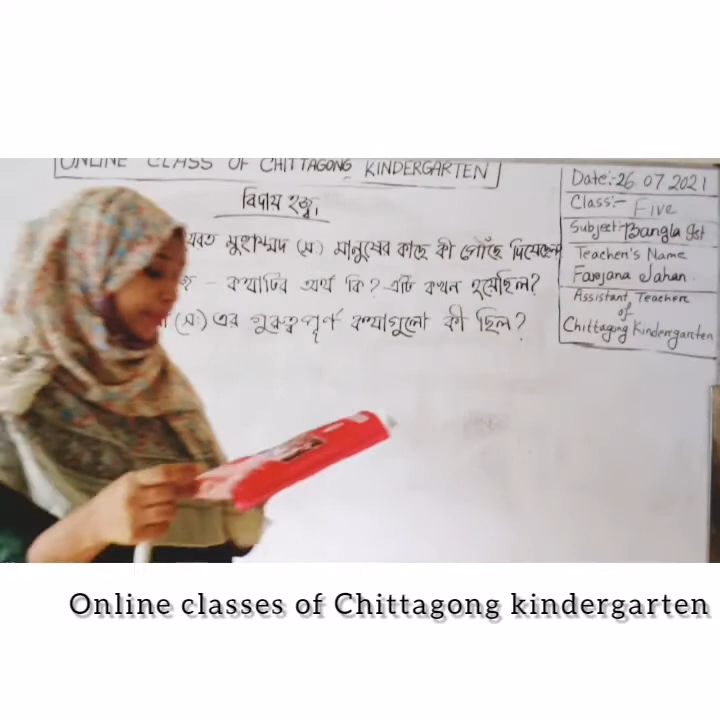 ONLINE CLASS OF CHITTAGONG KINDERGARTEN
বিদায় হজ্ব।
মুহাম্মদ (স:) মানুষের কাছে কী পৌঁছে দিয়েছেন
- কথাটির অর্থ কি? এটি কখন হয়েছিল?
(স:) এর গুরুত্বপূর্ণ কথাগুলো কী ছিল?
Date:-26.07.2021
Class:- Five
Subject:-Bangla 1st
Teacher's Name
Farjana Jahan.
Assistant Teacher
of
Chittagong Kindergarten
Online classes of Chittagong kindergarten